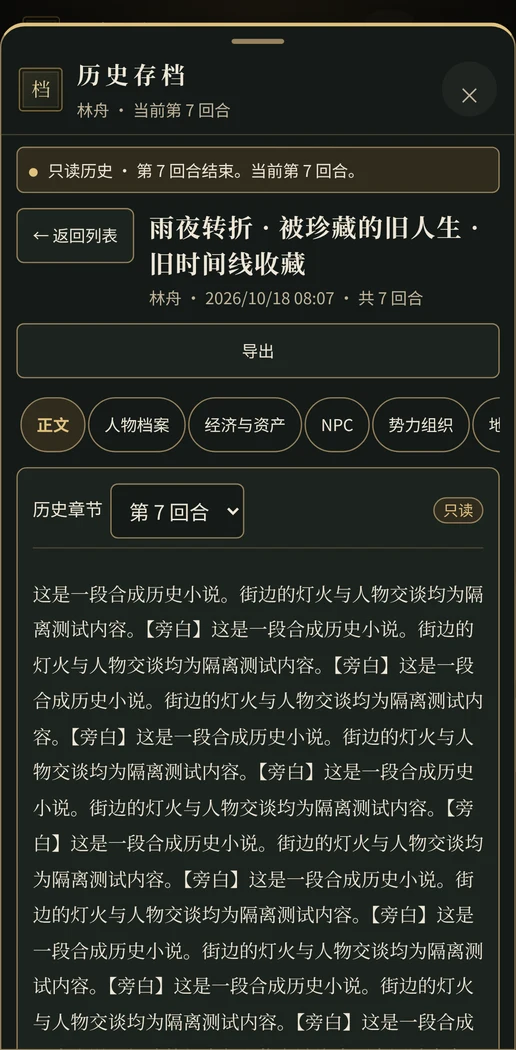 档
历史存档
林舟 · 当前第 7 回合
×
只读历史 · 第 7 回合结束。当前第 7 回合。
← 返回列表
雨夜转折 · 被珍藏的旧人生 ·
旧时间线收藏
林舟 · 2026/10/18 08:07 · 共 7 回合
导出
正文 人物档案 经济与资产 NPC 势力组织
历史章节 第 7 回合 只读
这是一段合成历史小说。街边的灯火与人物交谈均为隔
离测试内容。【旁白】这是一段合成历史小说。街边的
灯火与人物交谈均为隔离测试内容。【旁白】这是一段
合成历史小说。街边的灯火与人物交谈均为隔离测试内
容。【旁白】这是一段合成历史小说。街边的灯火与人
物交谈均为隔离测试内容。【旁白】这是一段合成历史
小说。街边的灯火与人物交谈均为隔离测试内容。【旁
白】这是一段合成历史小说。街边的灯火与人物交谈均
为隔离测试内容。【旁白】这是一段合成历史小说。街
边的灯火与人物交谈均为隔离测试内容。【旁白】这是
一段合成历史小说。街边的灯火与人物交谈均为隔离测
试内容。【旁白】这是一段合成历史小说。街边的灯火
与人物交谈均为隔离测试内容。【旁白】这是一段合成